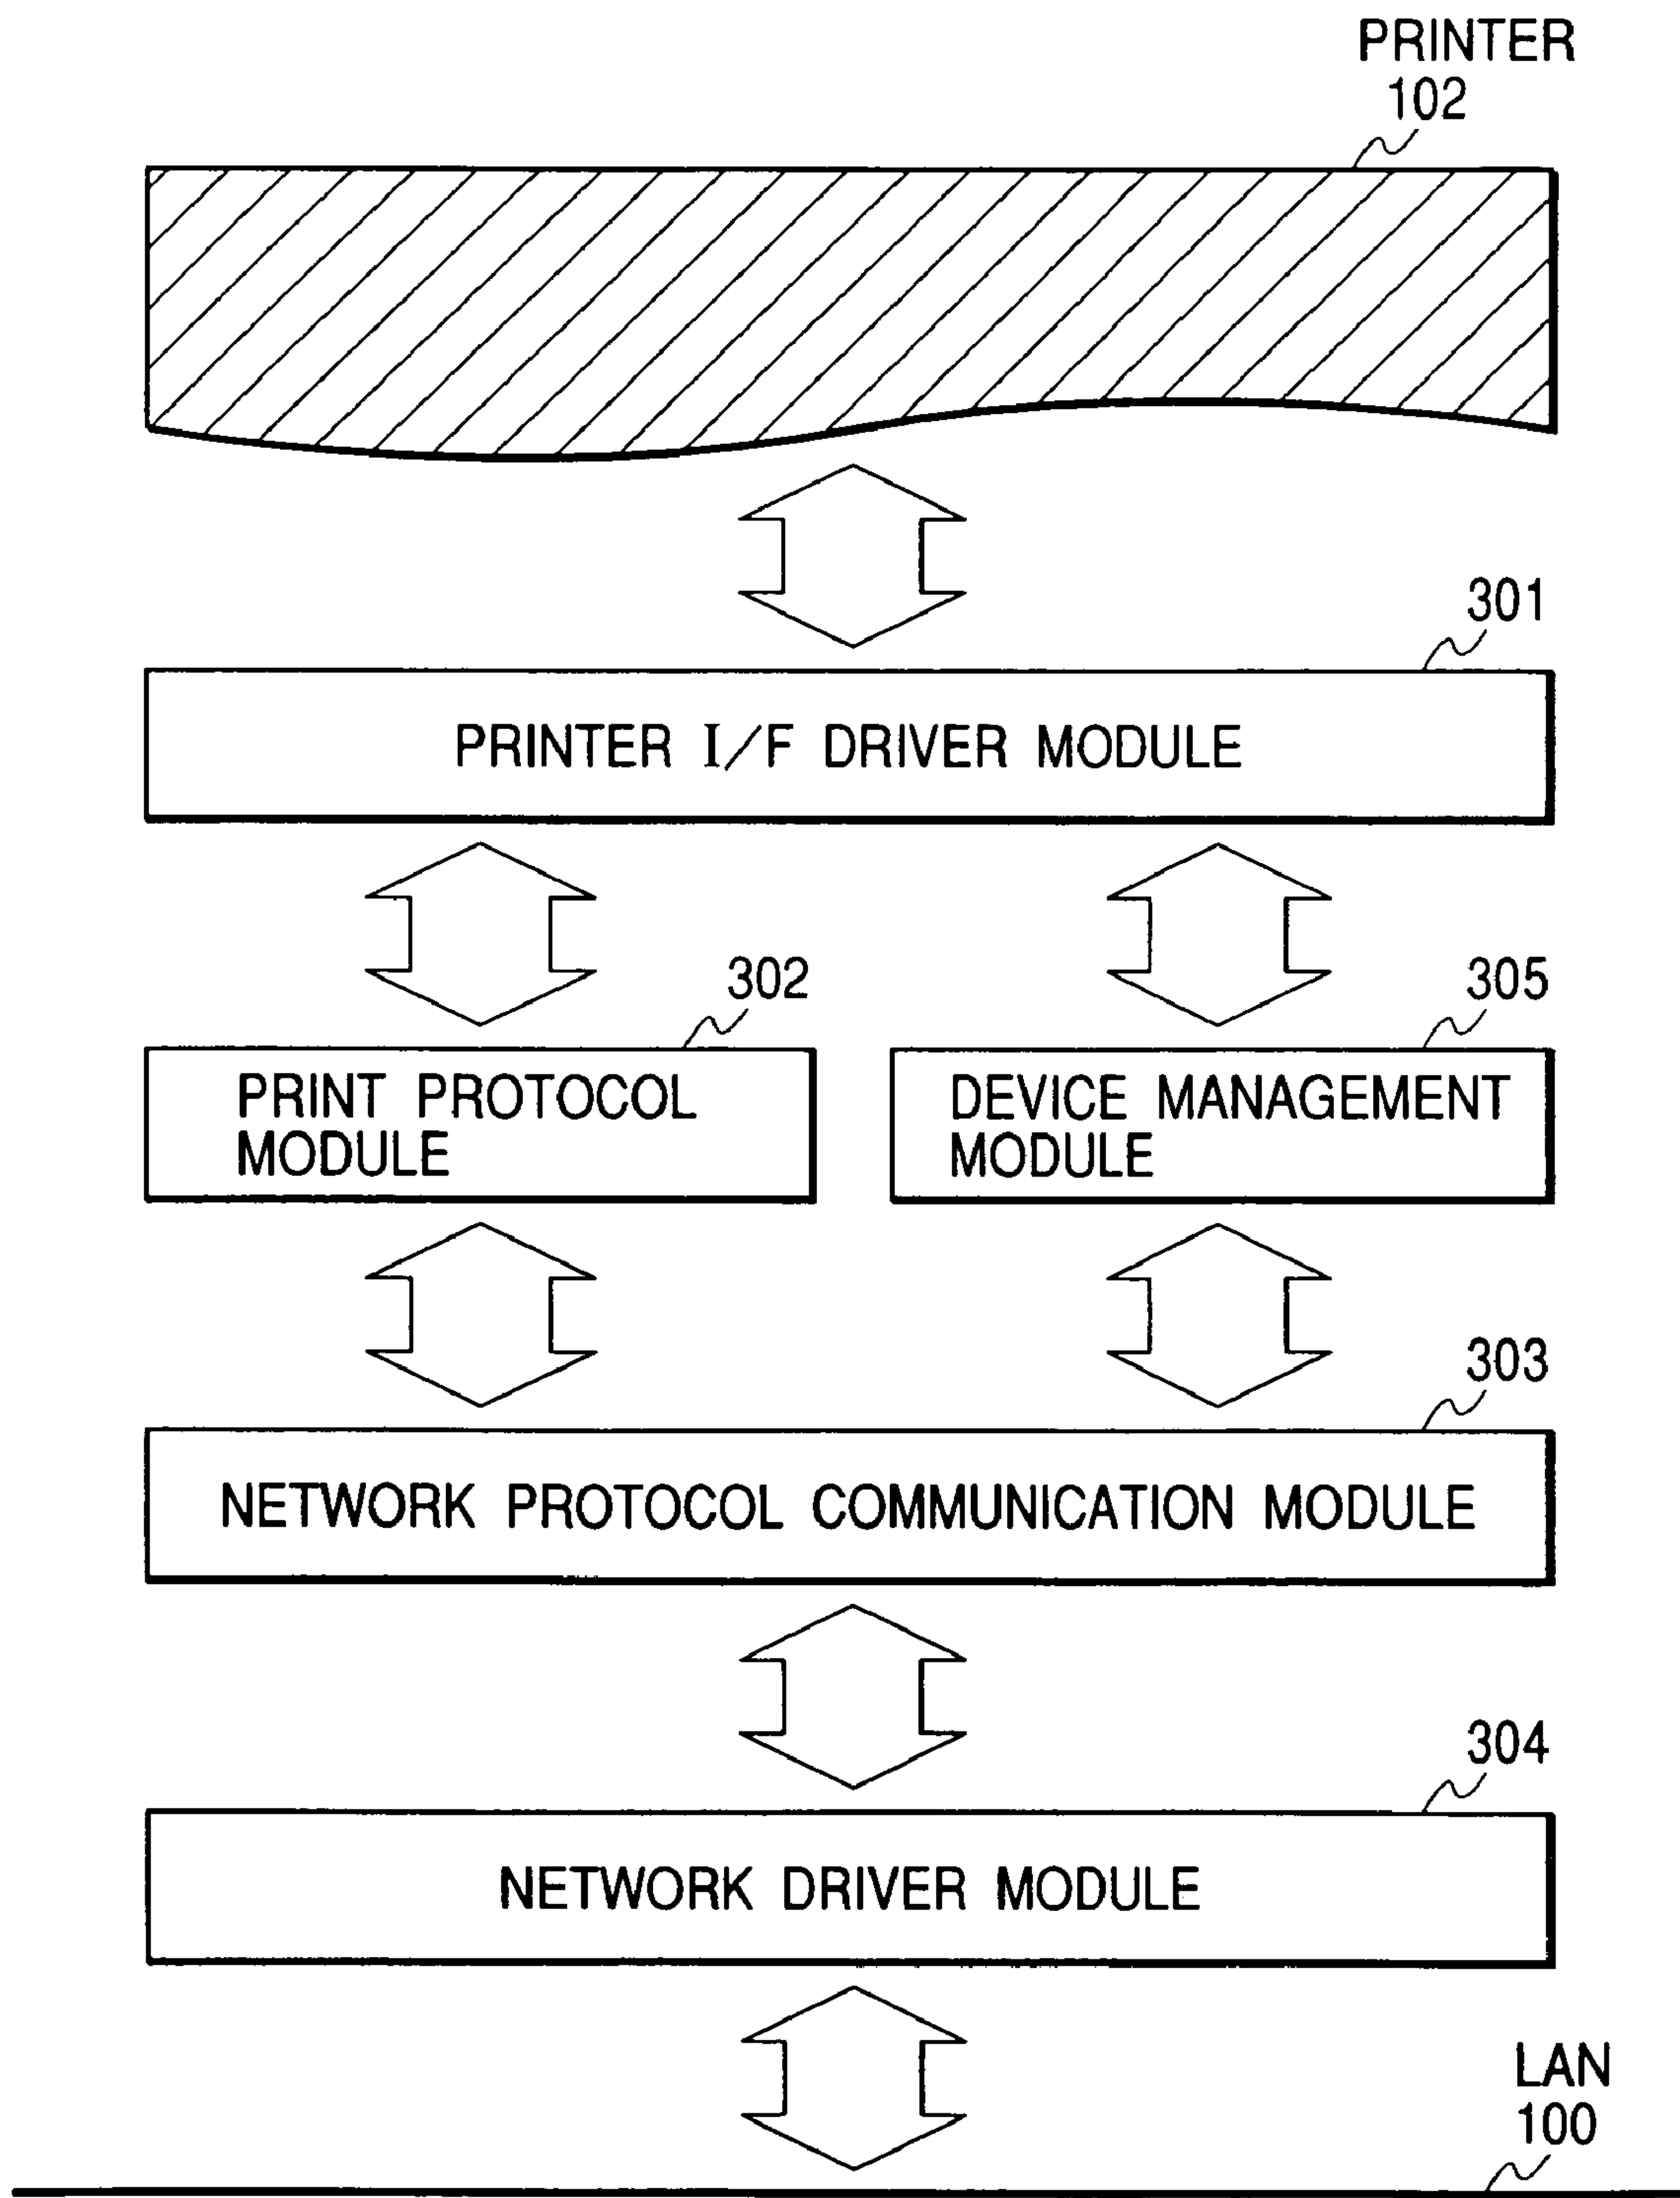 PRINTER
102
301
PRINTER I/F DRIVER MODULE
302
305
PRINT PROTOCOL
MODULE
DEVICE MANAGEMENT
MODULE
303
NETWORK PROTOCOL COMMUNICATION MODULE
304
NETWORK DRIVER MODULE
LAN
100